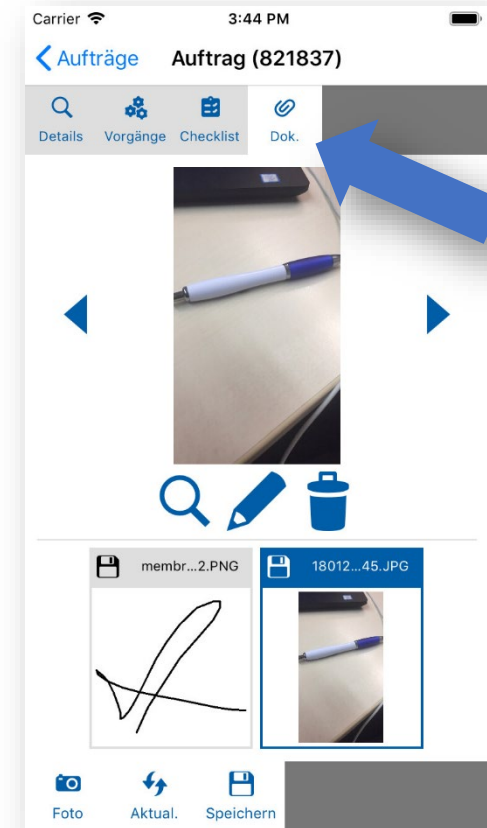 Carrier 3:44 PM
Aufträge Auftrag (821837)
Details Vorgänge Checklist Dok.
membr...2.PNG 18012...45.JPG
Foto Aktual. Speichern